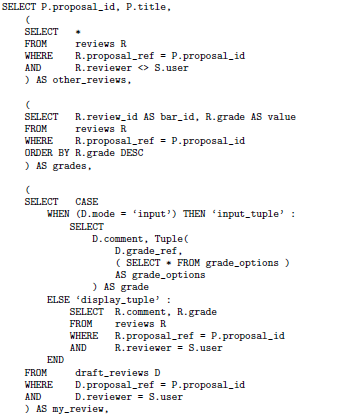 SELECT P.proposal_id, P.title,
(
SELECT *
FROM reviews R
WHERE R.proposal_ref = P.proposal_id
AND R.reviewer <> S.user
) AS other_reviews,
(
SELECT R.review_id AS bar_id, R.grade AS value
FROM reviews R
WHERE R.proposal_ref = P.proposal_id
ORDER BY R.grade DESC
) AS grades,
(
SELECT CASE
WHEN (D.mode = ‘input’) THEN ‘input_tuple’ :
SELECT
D.comment, Tuple(
D.grade_ref,
( SELECT * FROM grade_options )
AS grade_options
) AS grade
ELSE ‘display_tuple’ :
SELECT R.comment, R.grade
FROM reviews R
WHERE R.proposal_ref = P.proposal_id
AND R.reviewer = S.user
END
FROM draft_reviews D
WHERE D.proposal_ref = P.proposal_id
AND D.reviewer = S.user
) AS my_review,